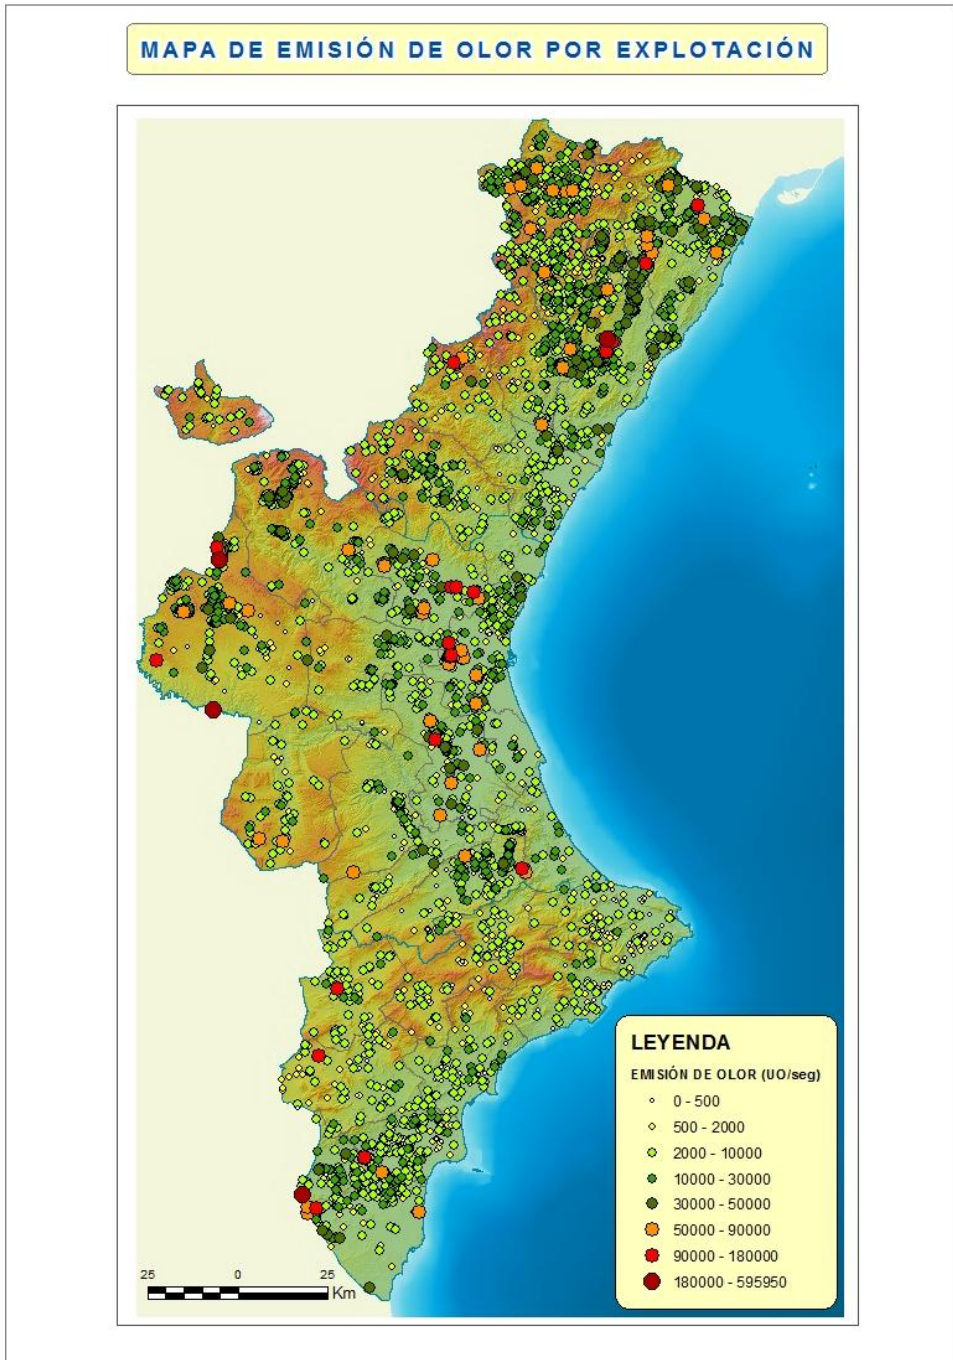 MAPA DE EMISIÓN DE OLOR POR EXPLOTACIÓN
LEYENDA
EMISIÓN DE OLOR (UO/seg)
0 - 500
500 - 2000
2000 - 10000
10000 - 30000
30000 - 50000
50000 - 90000
90000 - 180000
180000 - 595950
25 0 25
Km